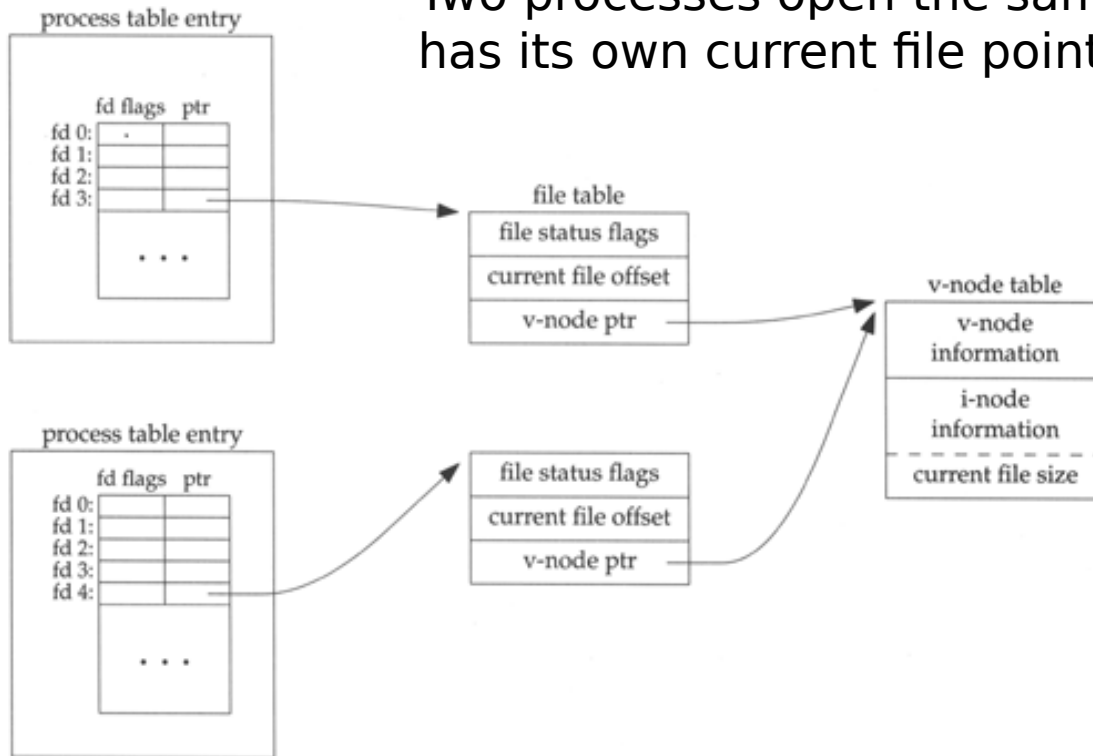 Two processes open the
has its own current file
process table entry
fd flags ptr
fd 0:
fd 1:
fd 2:
fd 3:
. . .
file table
file status flags
current file offset
v-node ptr
v-node table
v-node
information
i-node
information
current file size
process table entry
fd flags ptr
fd 0:
fd 1:
fd 2:
fd 3:
fd 4:
. . .
file status flags
current file offset
v-node ptr